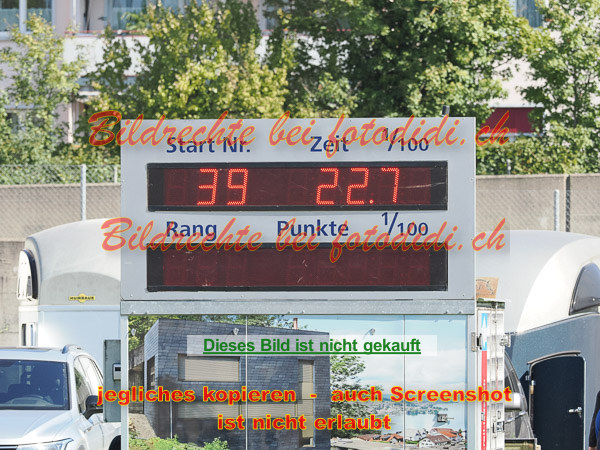 Bildrechte bei fotodidi.ch
Start Nr. Zeit 1/100
39 22.7
Bildrechte bei fotodidi.ch
Rang Punkte 1/100
Dieses Bild ist nicht gekauft
jegliches kopieren - auch Screenshot
ist nicht erlaubt